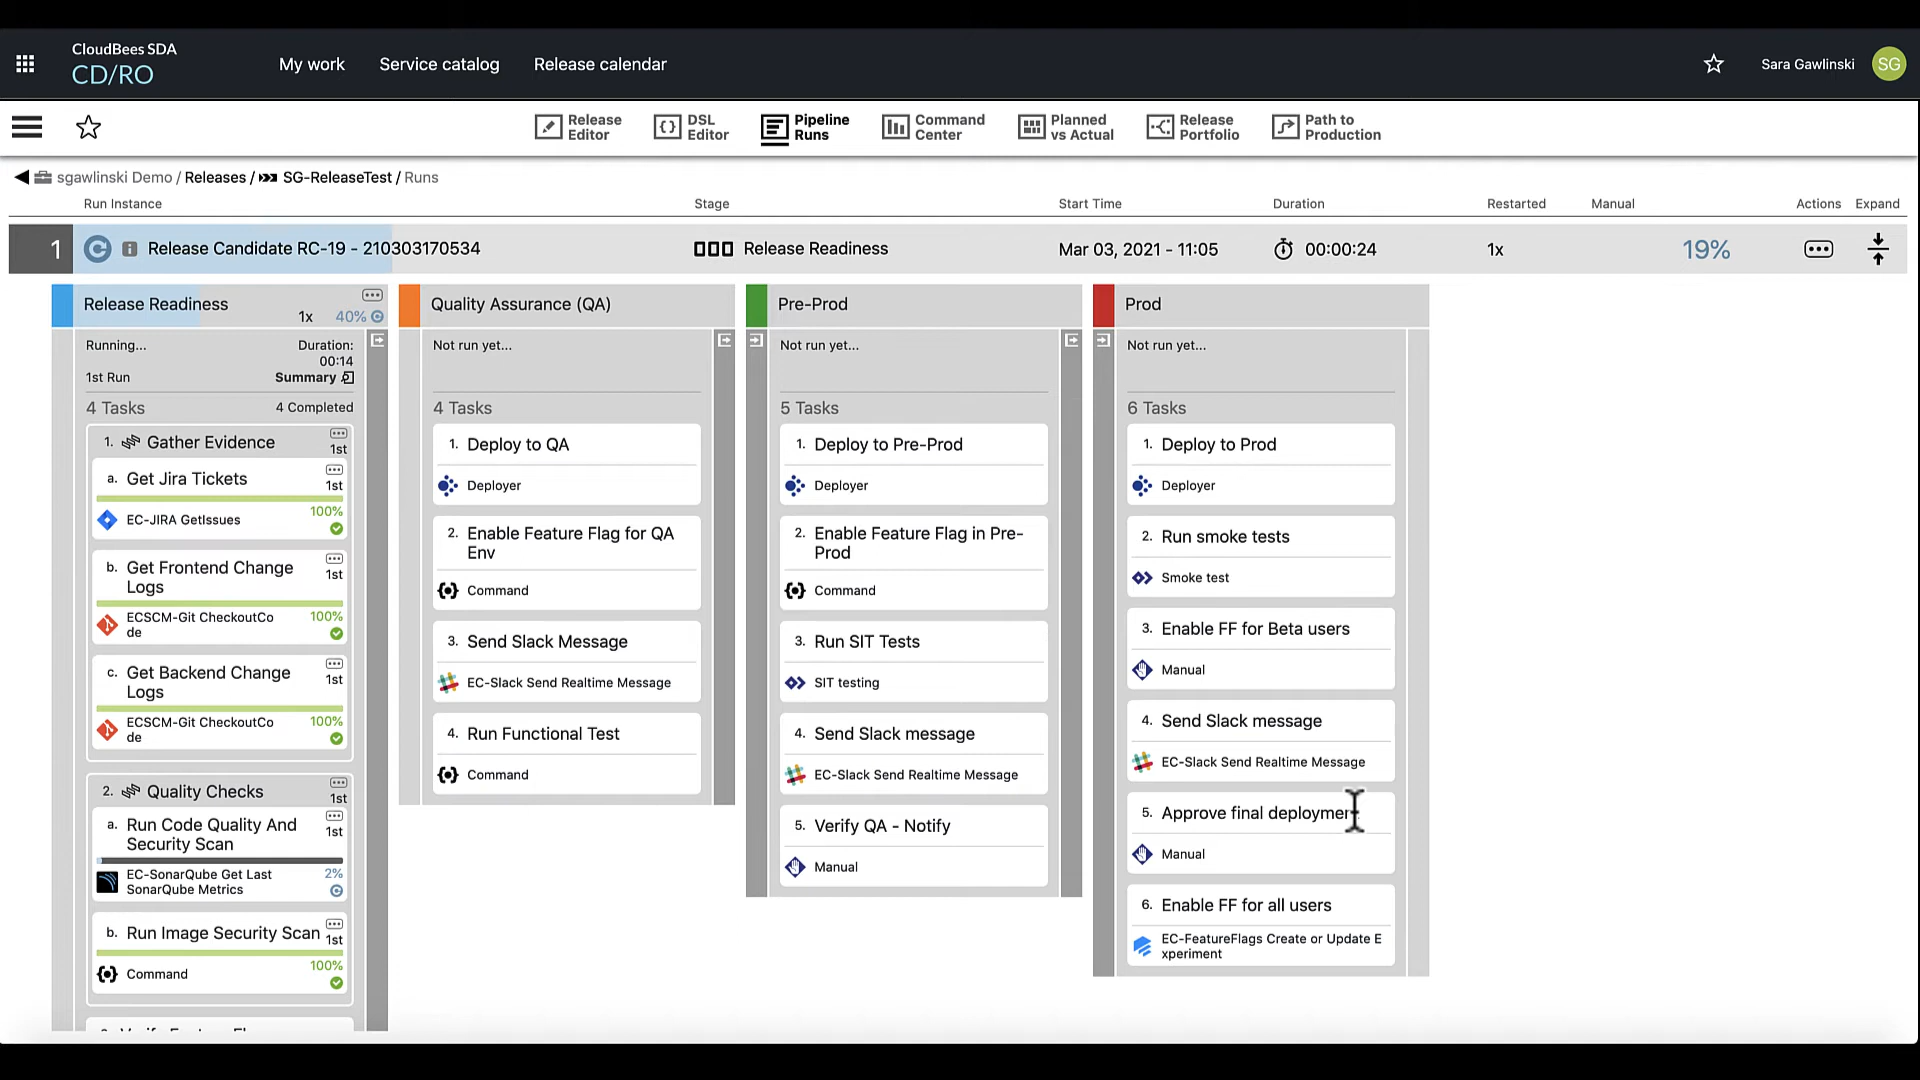 CloudBees SDA
CD/RO
My work
Service catalog
Release calendar
Sara Gawlinski
SG
Release
Editor
DSL
Editor
Pipeline
Runs
Command
Center
Planned
vs Actual
Release
Portfolio
Path to
Production
sgawlinski Demo / Releases / SG-ReleaseTest / Runs
Run Instance
Stage
Start Time
Duration
Restarted
Manual
Actions
Expand
1
Release Candidate RC-19 - 210303170534
Release Readiness
Mar 03, 2021 - 11:05
00:00:24
1x
19%
Release Readiness
1x 40%
Running...
Duration:
00:14
1st Run
Summary
4 Tasks
4 Completed
1. Gather Evidence
1st
a. Get Jira Tickets
1st
EC-JIRA GetIssues
100%
b. Get Frontend Change
Logs
1st
ECSCM-Git CheckoutCo
de
100%
c. Get Backend Change
Logs
1st
ECSCM-Git CheckoutCo
de
100%
2. Quality Checks
1st
a. Run Code Quality And
Security Scan
1st
EC-SonarQube Get Last
SonarQube Metrics
2%
b. Run Image Security Scan
1st
Command
100%
Quality Assurance (QA)
Not run yet...
4 Tasks
1. Deploy to QA
Deployer
2. Enable Feature Flag for QA
Env
Command
3. Send Slack Message
EC-Slack Send Realtime Message
4. Run Functional Test
Command
Pre-Prod
Not run yet...
5 Tasks
1. Deploy to Pre-Prod
Deployer
2. Enable Feature Flag in Pre-
Prod
Command
3. Run SIT Tests
SIT testing
4. Send Slack message
EC-Slack Send Realtime Message
5. Verify QA - Notify
Manual
Prod
Not run yet...
6 Tasks
1. Deploy to Prod
Deployer
2. Run smoke tests
Smoke test
3. Enable FF for Beta users
Manual
4. Send Slack message
EC-Slack Send Realtime Message
5. Approve final deployment
Manual
6. Enable FF for all users
EC-FeatureFlags Create or Update E
xperiment